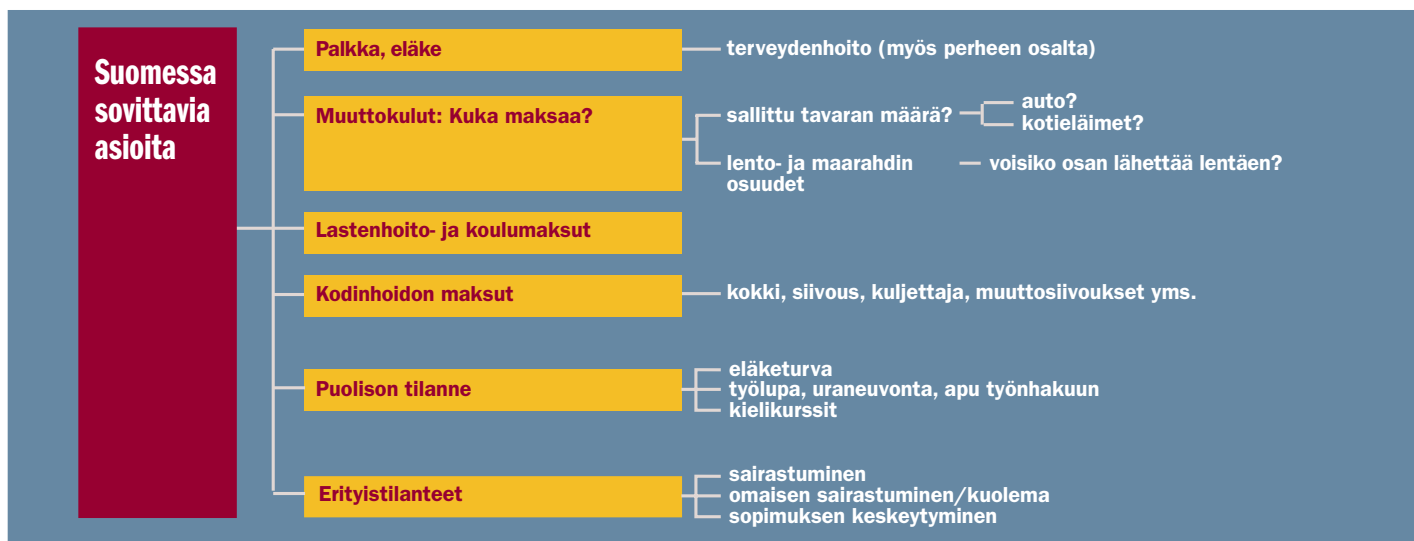 Suomessa
sovittavia
asioita
Palkka, eläke
terveydenhoito (myös perheen osalta)
Muuttokulut: Kuka maksaa?
sallittu tavaran määrä?
auto?
kotieläimet?
lento- ja maarahdin
osuudet
voisiko osan lähettää lentäen?
Lastenhoito- ja koulumaksut
Kodinhoidon maksut
kokki, siivous, kuljettaja, muuttosiivoukset yms.
Puolison tilanne
eläketurva
työlupa, uraneuvonta, apu työnhakuun
kielikurssit
Erityistilanteet
sairastuminen
omaisen sairastuminen/kuolema
sopimuksen keskeytyminen